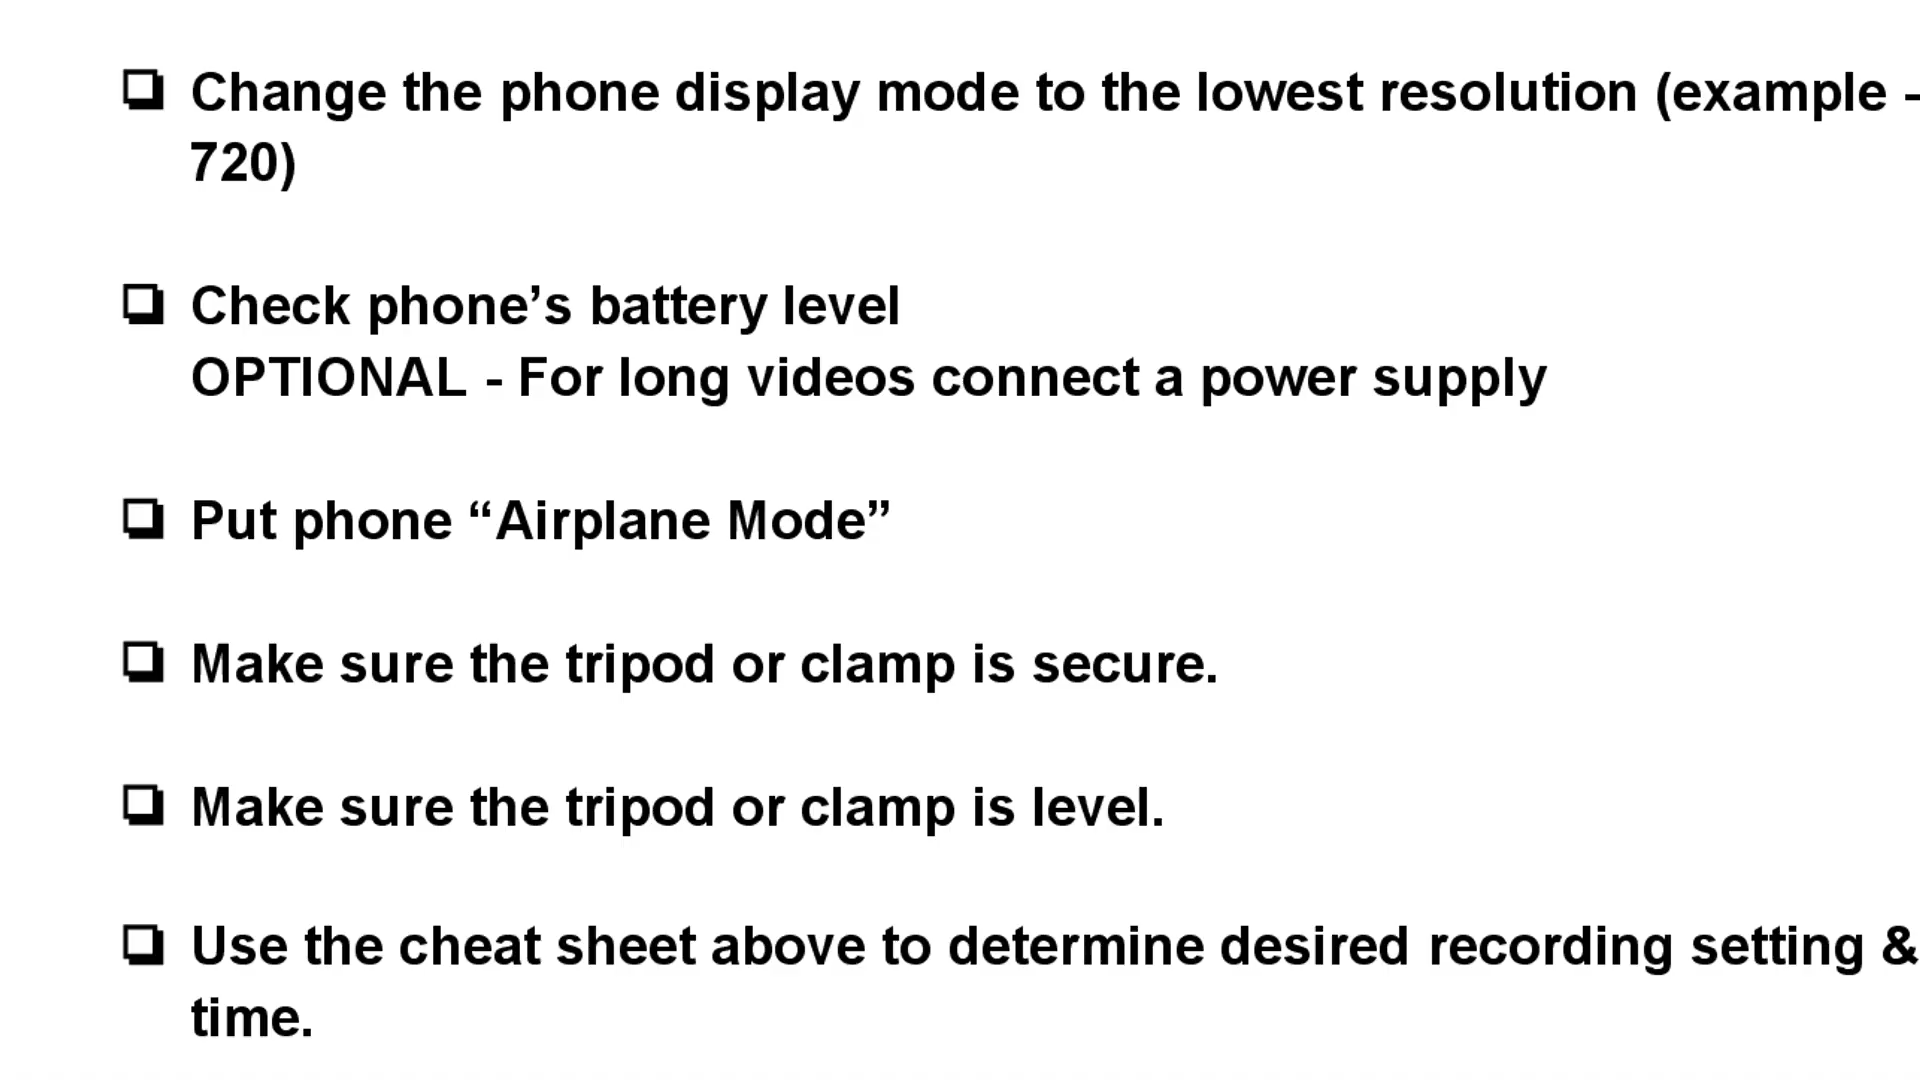 ❏ Change the phone display mode to the lowest resolution (example -
720)
❏ Check phone’s battery level
OPTIONAL - For long videos connect a power supply
❏ Put phone “Airplane Mode”
❏ Make sure the tripod or clamp is secure.
❏ Make sure the tripod or clamp is level.
❏ Use the cheat sheet above to determine desired recording setting &
time.